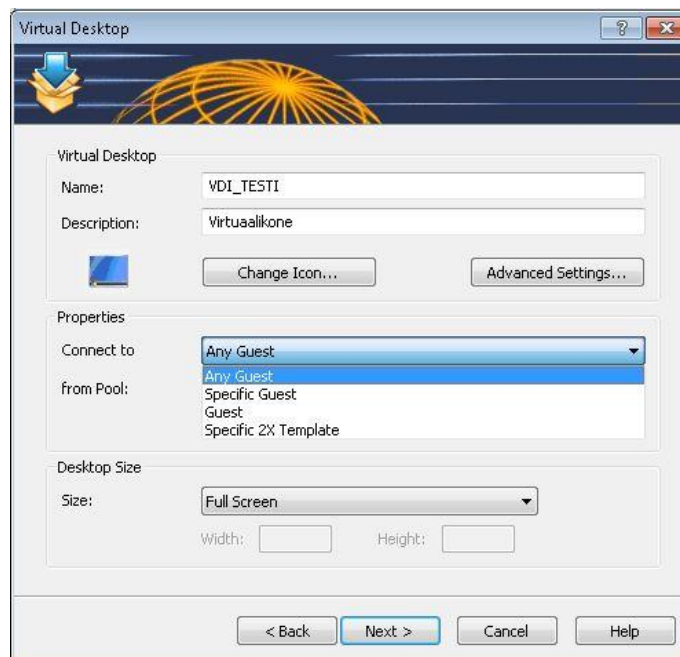 Virtual Desktop
Virtual Desktop
Name: VDI_TESTI
Description: Virtuaalikone
Change Icon... Advanced Settings...
Properties
Connect to Any Guest
Any Guest
from Pool: Specific Guest
Guest
Specific 2X Template
Desktop Size
Size: Full Screen
Width: Height:
< Back Next > Cancel Help